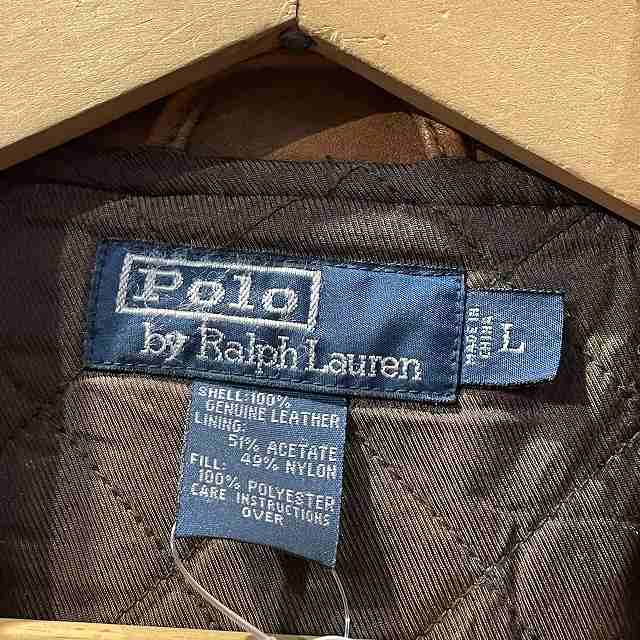 Polo
by Ralph Lauren
MADE IN
CHINA
L
SHELL:100%
GENUINE LEATHER
LINING:
51% ACETATE
49% NYLON
FILL:
100% POLYESTER
CARE INSTRUCTIONS
OVER